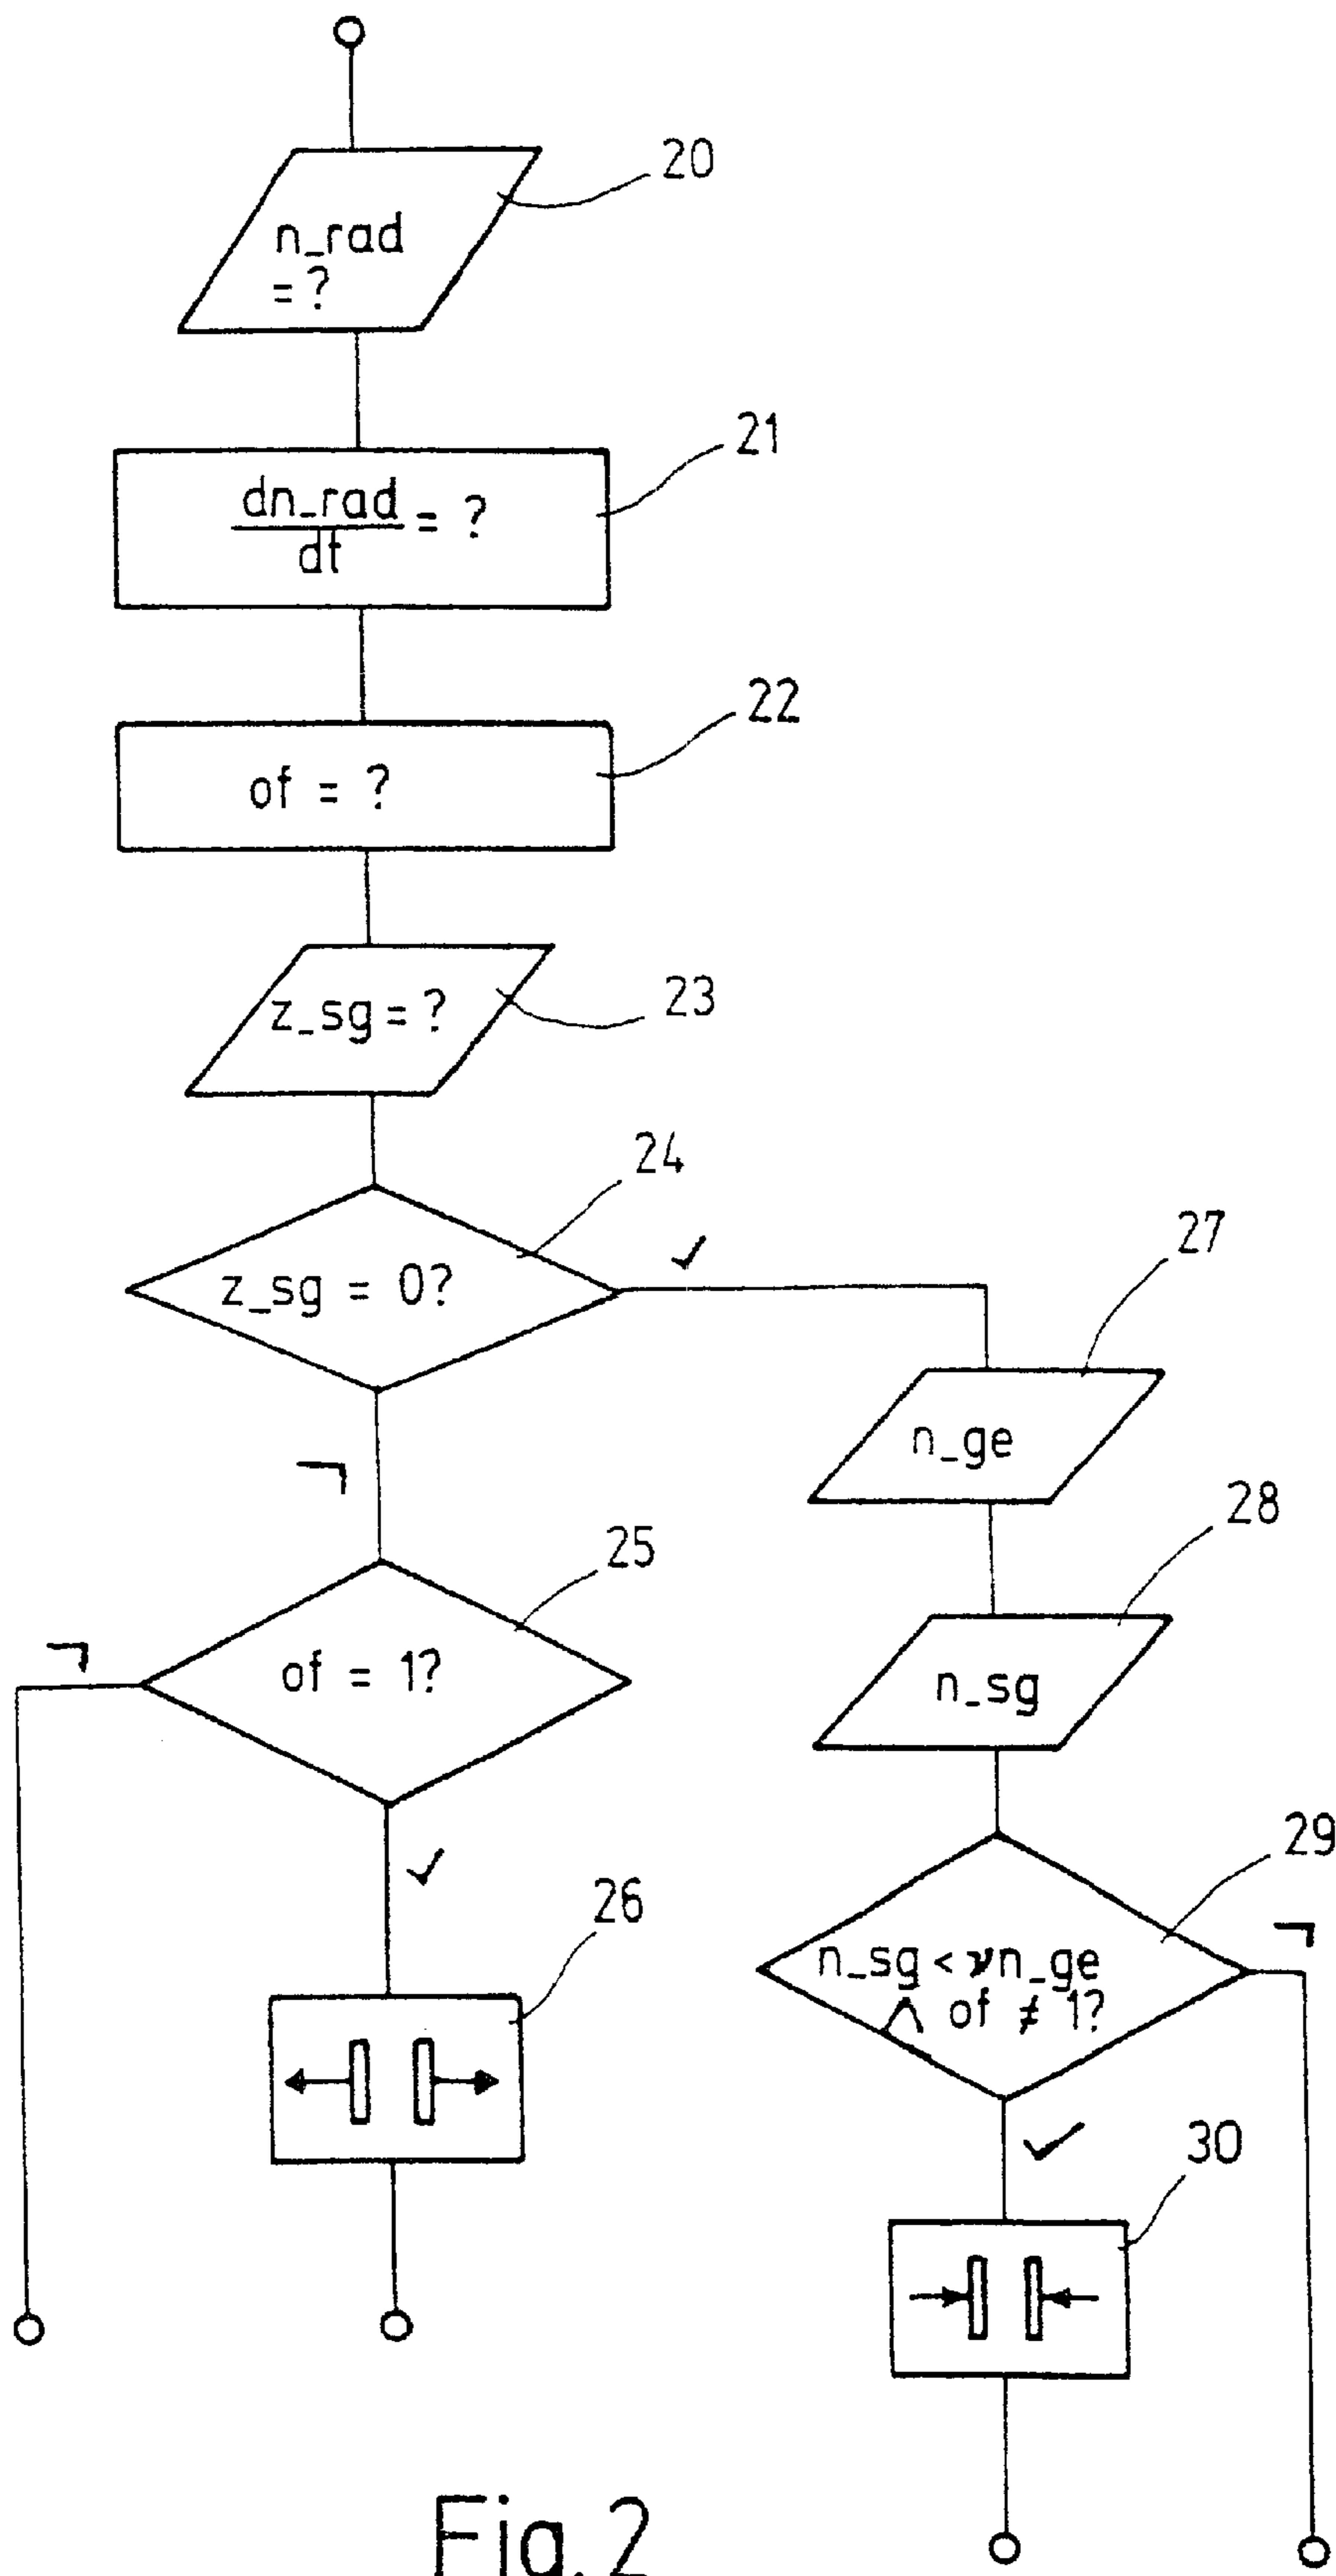 20
n_rad
= ?
21
dn_rad
dt
= ?
22
of = ?
23
z_sg = ?
24
z_sg = 0?
✓
27
n_ge
¬
28
n_sg
25
of = 1?
¬
29
n_sg < νn_ge
∧ of ≠ 1?
¬
✓
26
✓
30
Fig. 2